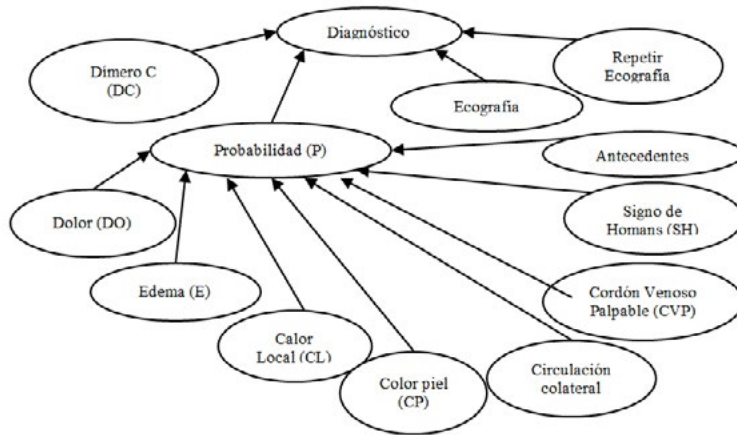 Diagnóstico
Dímero C
(DC)
Repetir
Ecografía
Ecografía
Probabilidad (P)
Antecedentes
Dolor (DO)
Signo de
Homans (SH)
Edema (E)
Cordón Venoso
Palpable (CVP)
Calor
Local (CL)
Circulación
colateral
Color piel
(CP)